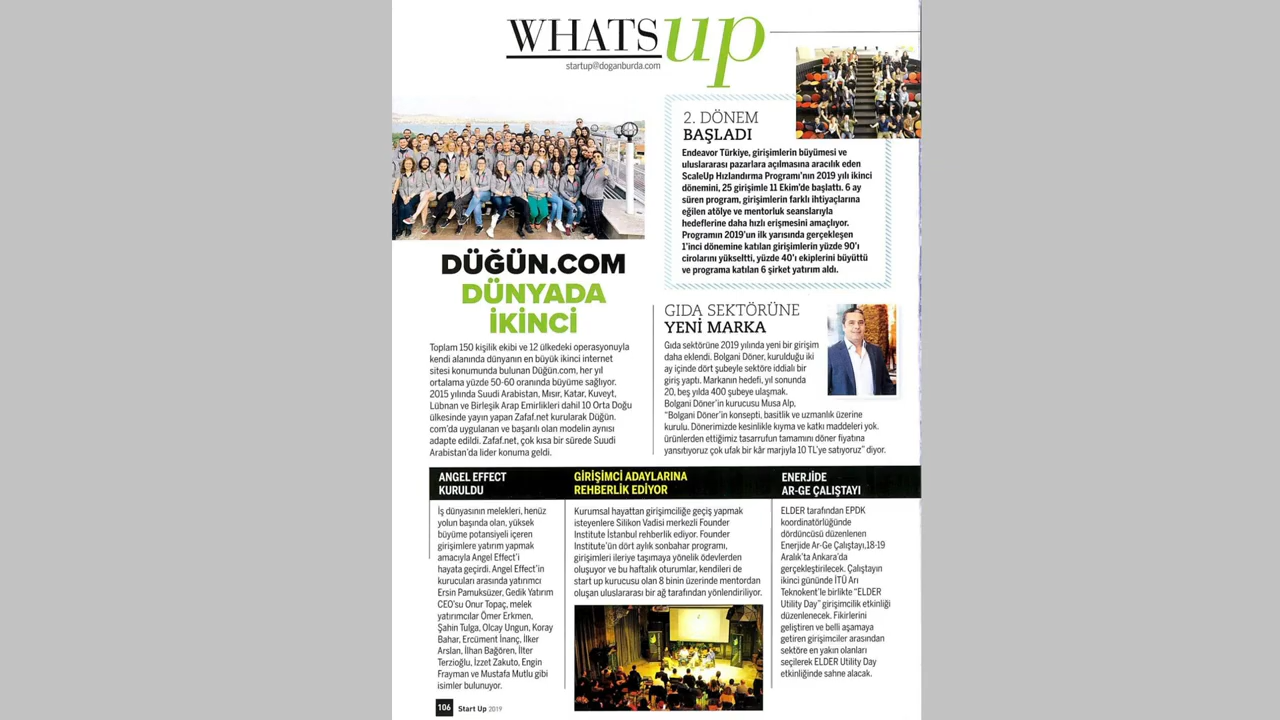 WHATSup
startup@doganburda.com
DÜĞÜN.COM
DÜNYADA
İKİNCİ
Toplam 150 kişilik ekibi ve 12 ülkedeki operasyonuyla
kendi alanında dünyanın en büyük ikinci internet
sitesi konumunda bulunan Düğün.com, her yıl
ortalama yüzde 50-60 oranında büyüme sağlıyor.
2015 yılında Suudi Arabistan, Mısır, Katar, Kuveyt,
Lübnan ve Birleşik Arap Emirlikleri dahil 10 Orta Doğu
ülkesinde yayın yapan Zafaf.net kurularak Düğün.
com'da uygulanan ve başarılı olan modelin aynısı
adapte edildi. Zafaf.net, çok kısa bir sürede Suudi
Arabistan'da lider konuma geldi.
2. DÖNEM
BAŞLADI
Endeavor Türkiye, girişimlerin büyümesi ve
uluslararası pazarlara açılmasına aracılık eden
ScaleUp Hızlandırma Programı'nın 2019 yılı ikinci
dönemini, 25 girişimle 11 Ekim'de başlattı. 6 ay
süren program, girişimlerin farklı ihtiyaçlarına
eğilen atölye ve mentorluk seanslarıyla
hedeflerine daha hızlı erişmesini amaçlıyor.
Programın 2019'un ilk yarısında gerçekleşen
1'inci dönemine katılan girişimlerin yüzde 90'ı
cirolarını yükseltti, yüzde 40'ı ekiplerini büyüttü
ve programa katılan 6 şirket yatırım aldı.
GIDA SEKTÖRÜNE
YENİ MARKA
Gıda sektörüne 2019 yılında yeni bir girişim
daha eklendi. Bolgani Döner, kurulduğu iki
ay içinde dört şubeyle sektöre iddialı bir
giriş yaptı. Markanın hedefi, yıl sonunda
20, beş yılda 400 şubeye ulaşmak.
Bolgani Döner'in kurucusu Musa Alp,
"Bolgani Döner'in konsepti, basitlik ve uzmanlık üzerine
kurulu. Dönerimizde kesinlikle kıyma ve katkı maddeleri yok.
ürünlerden ettiğimiz tasarrufun tamamını döner fiyatına
yansıtıyoruz çok ufak bir kâr marjıyla 10 TL'ye satıyoruz" diyor.
ANGEL EFFECT
KURULDU
İş dünyasının melekleri, henüz
yolun başında olan, yüksek
büyüme potansiyeli içeren
girişimlere yatırım yapmak
amacıyla Angel Effect'i
hayata geçirdi. Angel Effect'in
kurucuları arasında yatırımcı
Ersin Pamuksüzer, Gedik Yatırım
CEO'su Onur Topaç, melek
yatırımcılar Ömer Erkmen,
Şahin Tulga, Olcay Ungun, Koray
Bahar, Ercüment İnanç, İlker
Arslan, İlhan Bağören, İlter
Terzioğlu, İzzet Zakuto, Engin
Frayman ve Mustafa Mutlu gibi
isimler bulunuyor.
GİRİŞİMCİ ADAYLARINA
REHBERLİK EDİYOR
Kurumsal hayattan girişimciliğe geçiş yapmak
isteyenlere Silikon Vadisi merkezli Founder
Institute İstanbul rehberlik ediyor. Founder
Institute'ün dört aylık sonbahar programı,
girişimleri ileriye taşımaya yönelik ödevlerden
oluşuyor ve bu haftalık oturumlar, kendileri de
start up kurucusu olan 8 binin üzerinde mentordan
oluşan uluslararası bir ağ tarafından yönlendiriliyor.
ENERJİDE
AR-GE ÇALIŞTAYI
ELDER tarafından EPDK
koordinatörlüğünde
dördüncüsü düzenlenen
Enerjide Ar-Ge Çalıştayı,18-19
Aralık'ta Ankara'da
gerçekleştirilecek. Çalıştayın
ikinci gününde İTÜ Arı
Teknokent'le birlikte "ELDER
Utility Day" girişimcilik etkinliği
düzenlenecek. Fikirlerini
geliştiren ve belli aşamaya
getiren girişimciler arasından
sektöre en yakın olanları
seçilerek ELDER Utility Day
etkinliğinde sahne alacak.
106 Start Up 2019